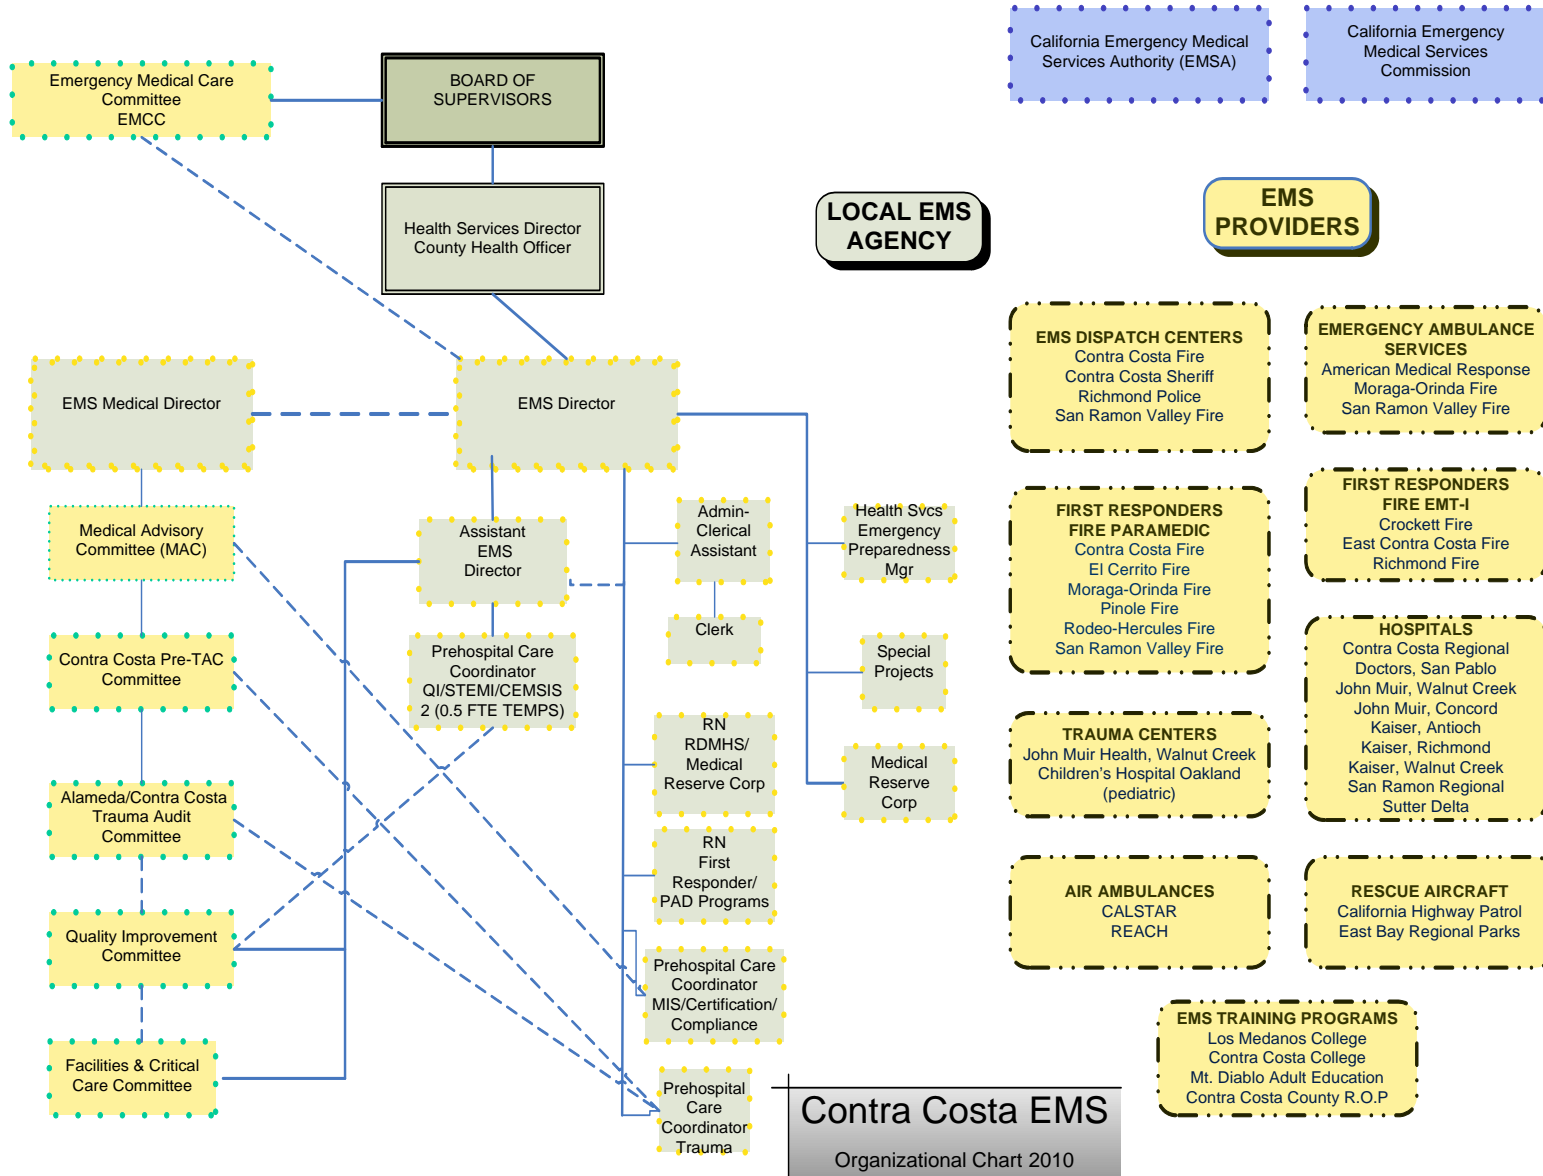 California Emergency Medical
Services Authority (EMSA)
California Emergency
Medical Services
Commission
Emergency Medical Care
Committee
EMCC
BOARD OF
SUPERVISORS
Health Services Director
County Health Officer
LOCAL EMS
AGENCY
EMS
PROVIDERS
EMS Medical Director
EMS Director
Medical Advisory
Committee (MAC)
Assistant
EMS
Director
Admin-
Clerical
Assistant
Health Svcs
Emergency
Preparedness
Mgr
Clerk
Contra Costa Pre-TAC
Committee
Prehospital Care
Coordinator
QI/STEMI/CEMSIS
2 (0.5 FTE TEMPS)
Special
Projects
RN
RDMHS/
Medical
Reserve Corp
Medical
Reserve
Corp
Alameda/Contra Costa
Trauma Audit
Committee
RN
First
Responder/
PAD Programs
Quality Improvement
Committee
Prehospital Care
Coordinator
MIS/Certification/
Compliance
Facilities & Critical
Care Committee
Prehospital
Care
Coordinator
Trauma
EMS DISPATCH CENTERS
Contra Costa Fire
Contra Costa Sheriff
Richmond Police
San Ramon Valley Fire
EMERGENCY AMBULANCE
SERVICES
American Medical Response
Moraga-Orinda Fire
San Ramon Valley Fire
FIRST RESPONDERS
FIRE PARAMEDIC
Contra Costa Fire
El Cerrito Fire
Moraga-Orinda Fire
Pinole Fire
Rodeo-Hercules Fire
San Ramon Valley Fire
FIRST RESPONDERS
FIRE EMT-I
Crockett Fire
East Contra Costa Fire
Richmond Fire
HOSPITALS
Contra Costa Regional
Doctors, San Pablo
John Muir, Walnut Creek
John Muir, Concord
Kaiser, Antioch
Kaiser, Richmond
Kaiser, Walnut Creek
San Ramon Regional
Sutter Delta
TRAUMA CENTERS
John Muir Health, Walnut Creek
Children's Hospital Oakland
(pediatric)
AIR AMBULANCES
CALSTAR
REACH
RESCUE AIRCRAFT
California Highway Patrol
East Bay Regional Parks
EMS TRAINING PROGRAMS
Los Medanos College
Contra Costa College
Mt. Diablo Adult Education
Contra Costa County R.O.P
Contra Costa EMS
Organizational Chart 2010